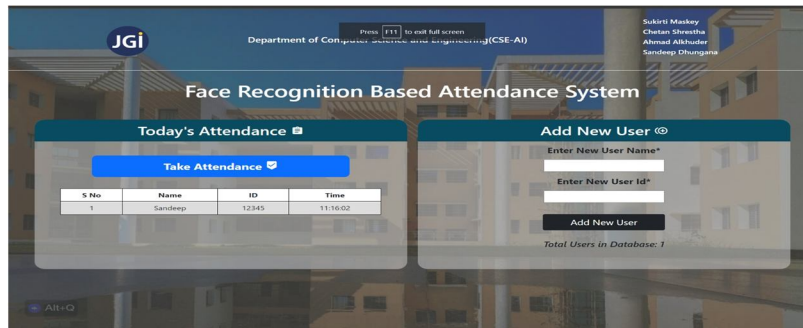 JGi
Press F11 to exit full screen
Department of Computer Science and Engineering(CSE-AI)
Sukirti Maskey
Chetan Shrestha
Ahmad Alkhuder
Sandeep Dhungana
Face Recognition Based Attendance System
Today's Attendance
Take Attendance
S No Name ID Time
1 Sandeep 12345 11:16:02
Add New User
Enter New User Name*
Enter New User Id*
Add New User
Total Users in Database: 1
Alt+Q